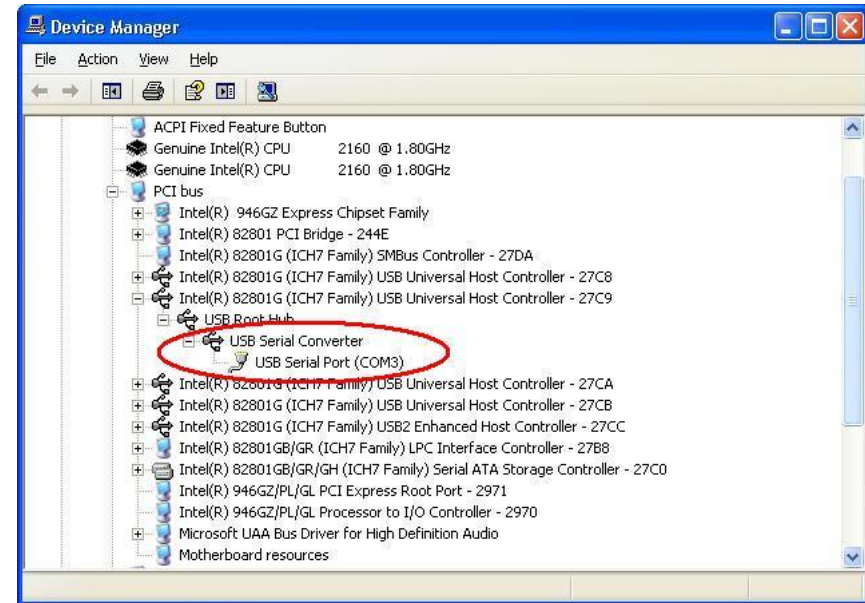 Device Manager
File Action View Help
ACPI Fixed Feature Button
Genuine Intel(R) CPU 2160 @ 1.80GHz
Genuine Intel(R) CPU 2160 @ 1.80GHz
PCI bus
Intel(R) 946GZ Express Chipset Family
Intel(R) 82801 PCI Bridge - 244E
Intel(R) 82801G (ICH7 Family) SMBus Controller - 27DA
Intel(R) 82801G (ICH7 Family) USB Universal Host Controller - 27C8
Intel(R) 82801G (ICH7 Family) USB Universal Host Controller - 27C9
USB Root Hub
USB Serial Converter
USB Serial Port (COM3)
Intel(R) 82801G (ICH7 Family) USB Universal Host Controller - 27CA
Intel(R) 82801G (ICH7 Family) USB Universal Host Controller - 27CB
Intel(R) 82801G (ICH7 Family) USB2 Enhanced Host Controller - 27CC
Intel(R) 82801GB/GR (ICH7 Family) LPC Interface Controller - 27B8
Intel(R) 82801GB/GR/GH (ICH7 Family) Serial ATA Storage Controller - 27C0
Intel(R) 946GZ/PL/GL PCI Express Root Port - 2971
Intel(R) 946GZ/PL/GL Processor to I/O Controller - 2970
Microsoft UAA Bus Driver for High Definition Audio
Motherboard resources